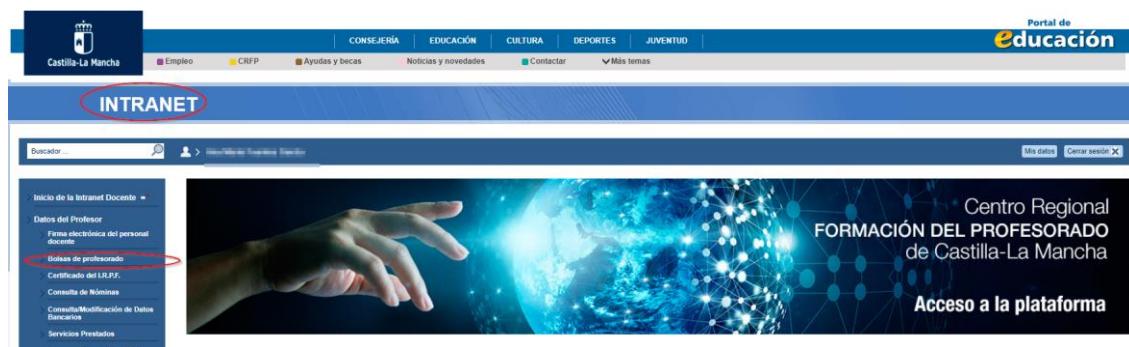 Castilla-La Mancha
CONSEJERÍA EDUCACIÓN CULTURA DEPORTES JUVENTUD
Portal de
educación
Empleo CRFP Ayudas y becas Noticias y novedades Contactar Más temas
INTRANET
Buscador ...
>
Mis datos Cerrar sesión X
Inicio de la Intranet Docente
Datos del Profesor
Firma electrónica del personal
docente
Bolsas de profesorado
Certificado del I.R.P.F.
Consulta de Nóminas
Consulta/Modificación de Datos
Bancarios
Servicios Prestados
Centro Regional
FORMACIÓN DEL PROFESORADO
de Castilla-La Mancha
Acceso a la plataforma